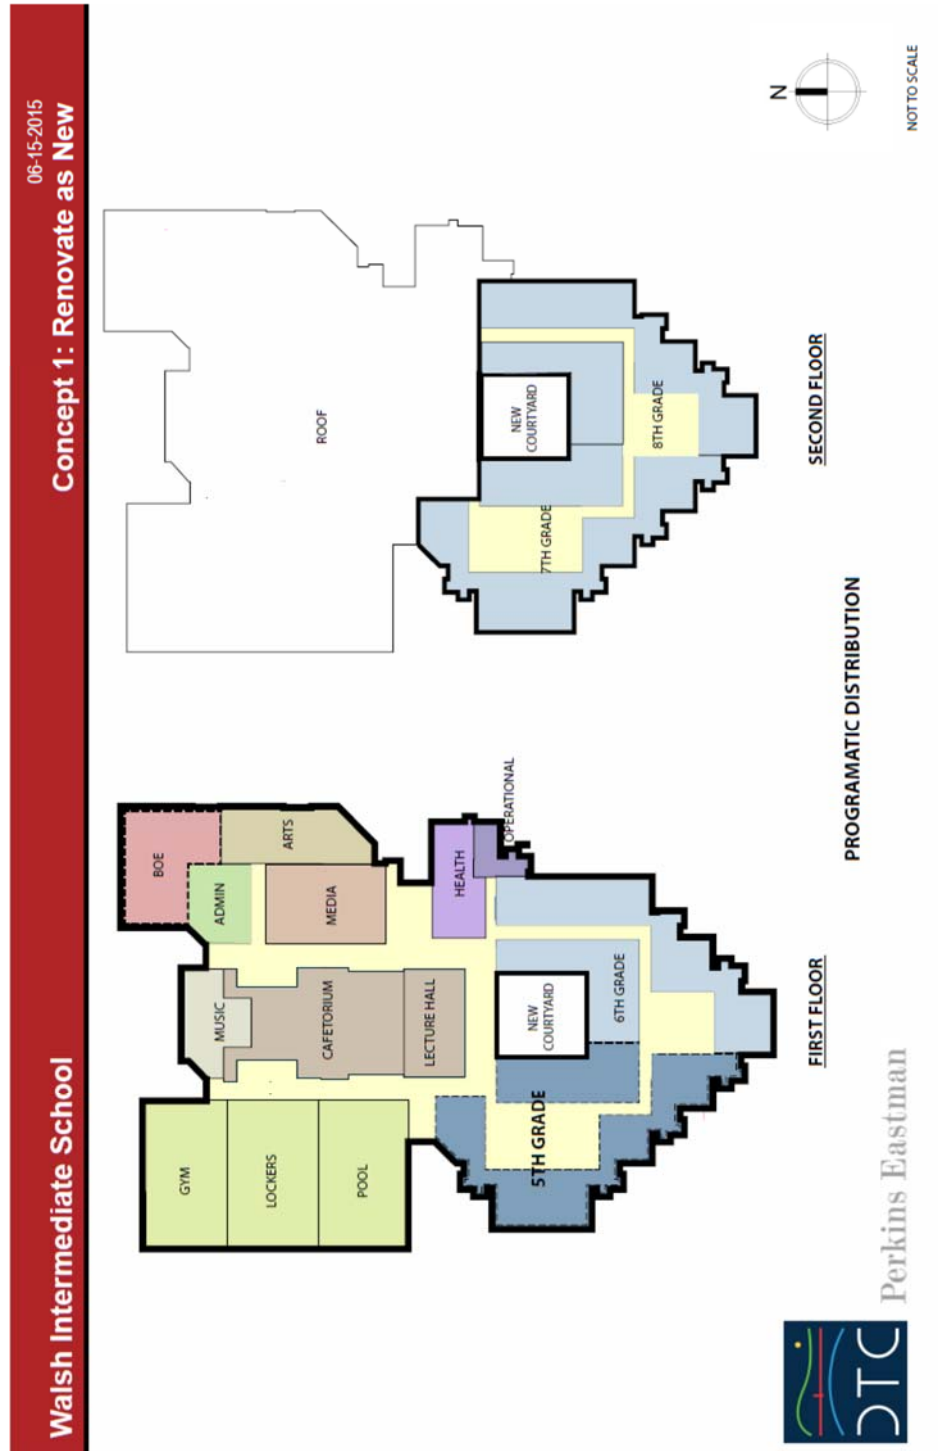 Walsh Intermediate School
06-15-2015
Concept 1: Renovate as New
GYM
LOCKERS
POOL
MUSIC
CAFETORIUM
LECTURE HALL
BOE
ADMIN
ARTS
MEDIA
HEALTH
OPERATIONAL
NEW
COURTYARD
6TH GRADE
5TH GRADE
FIRST FLOOR
ROOF
NEW
COURTYARD
7TH GRADE
8TH GRADE
SECOND FLOOR
PROGRAMATIC DISTRIBUTION
N
NOT TO SCALE
DTC
Perkins Eastman